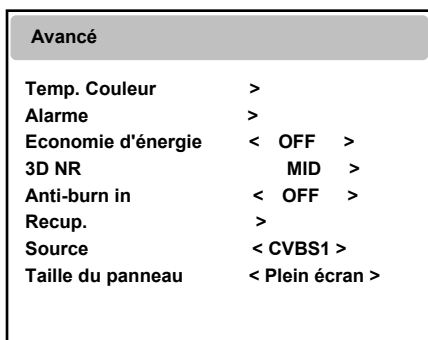 Avancé
Temp. Couleur >
Alarme >
Economie d'énergie < OFF >
3D NR MID >
Anti-burn in < OFF >
Recup. >
Source < CVBS1 >
Taille du panneau < Plein écran >